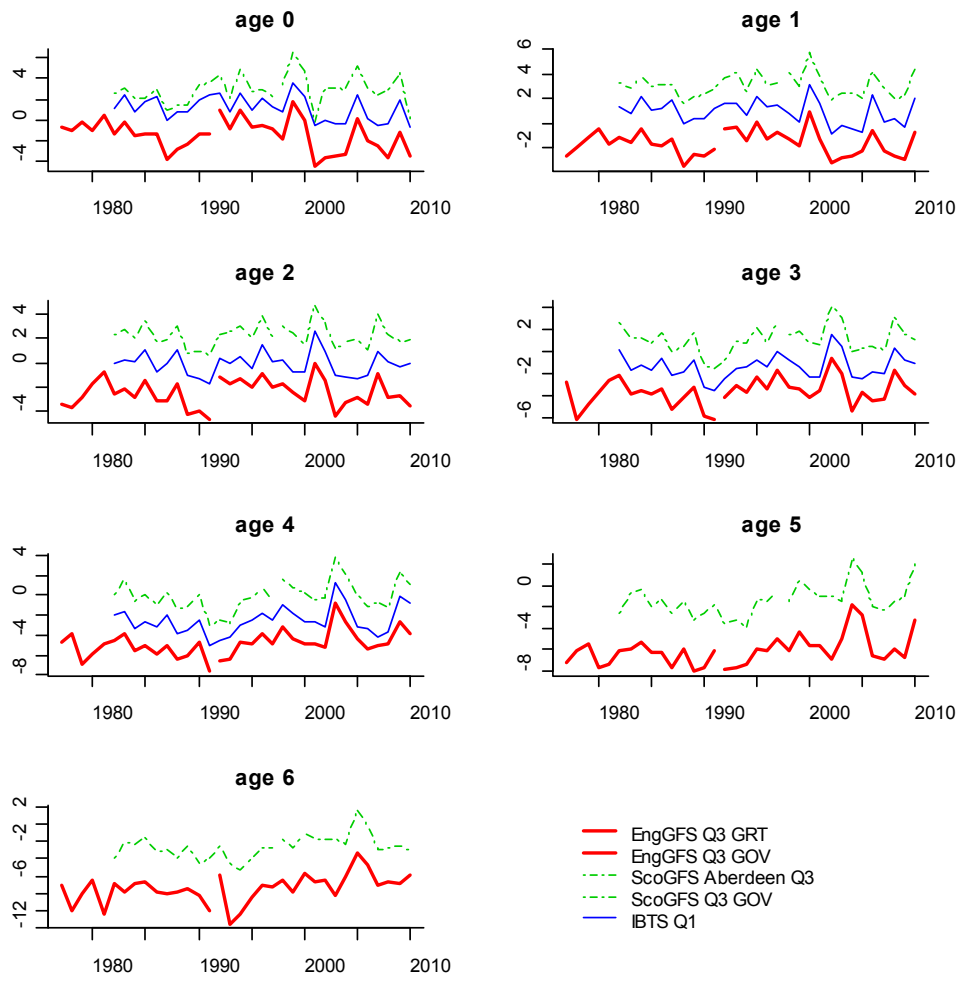 age 0
4
0
-4
1980 1990 2000 2010
age 1
6
4
2
-2
1980 1990 2000 2010
age 2
4
2
0
-4
1980 1990 2000 2010
age 3
2
-2
-6
1980 1990 2000 2010
age 4
4
0
-4
-8
1980 1990 2000 2010
age 5
0
-4
-8
1980 1990 2000 2010
age 6
2
-2
-6
-12
1980 1990 2000 2010
EngGFS Q3 GRT
EngGFS Q3 GOV
ScoGFS Aberdeen Q3
ScoGFS Q3 GOV
IBTS Q1